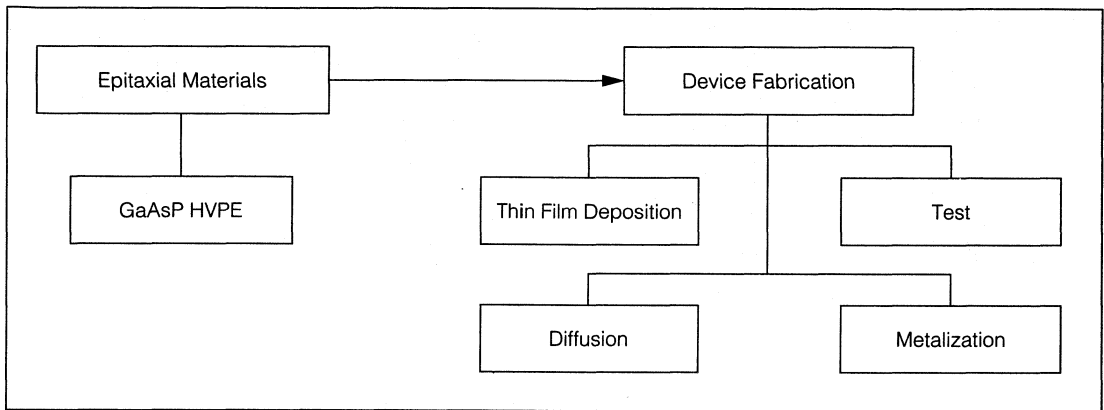 Epitaxial Materials
Device Fabrication
GaAsP HVPE
Thin Film Deposition
Test
Diffusion
Metalization